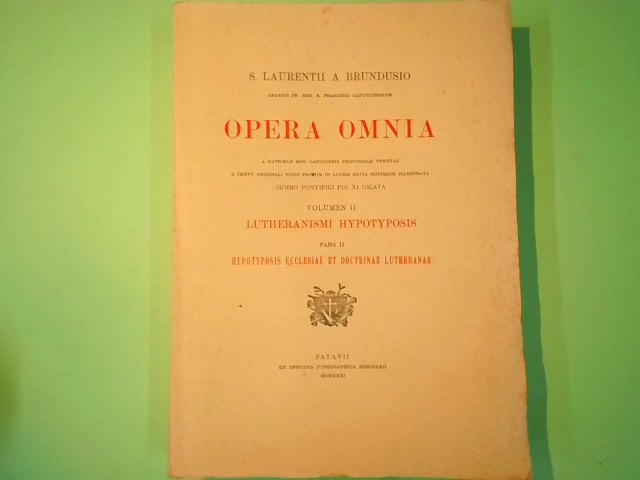 S. LAURENTII A BRUNDUSIO
ORDINIS FF. MIN. S. FRANCISCI CAPUCCINORUM
OPERA OMNIA
A PATRIBUS MIN. CAPUCCINIS PROVINCIAE VENETAE
E TEXTU ORIGINALI NUNC PRIMUM IN LUCEM EDITA NOTISQUE ILLUSTRATA
SUMMO PONTIFICI PIO XI DICATA
VOLUMEN II
LUTHERANISMI HYPOTYPOSIS
PARS II
HYPOTYPOSIS ECCLESIAE ET DOCTRINAE LUTHERANAE
PATAVII
EX OFFICINA TYPOGRAPHICA SEMINARII
MCMXXXI